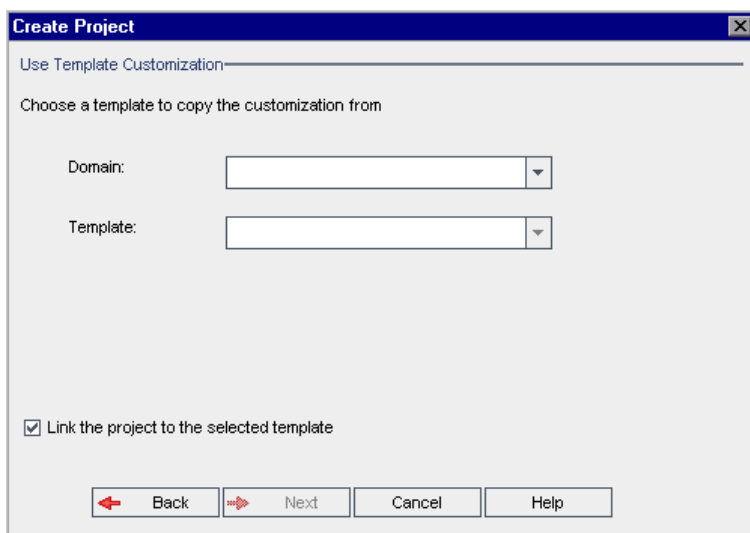 Create Project
Use Template Customization
Choose a template to copy the customization from
Domain:
Template:
Link the project to the selected template
Back Next Cancel Help